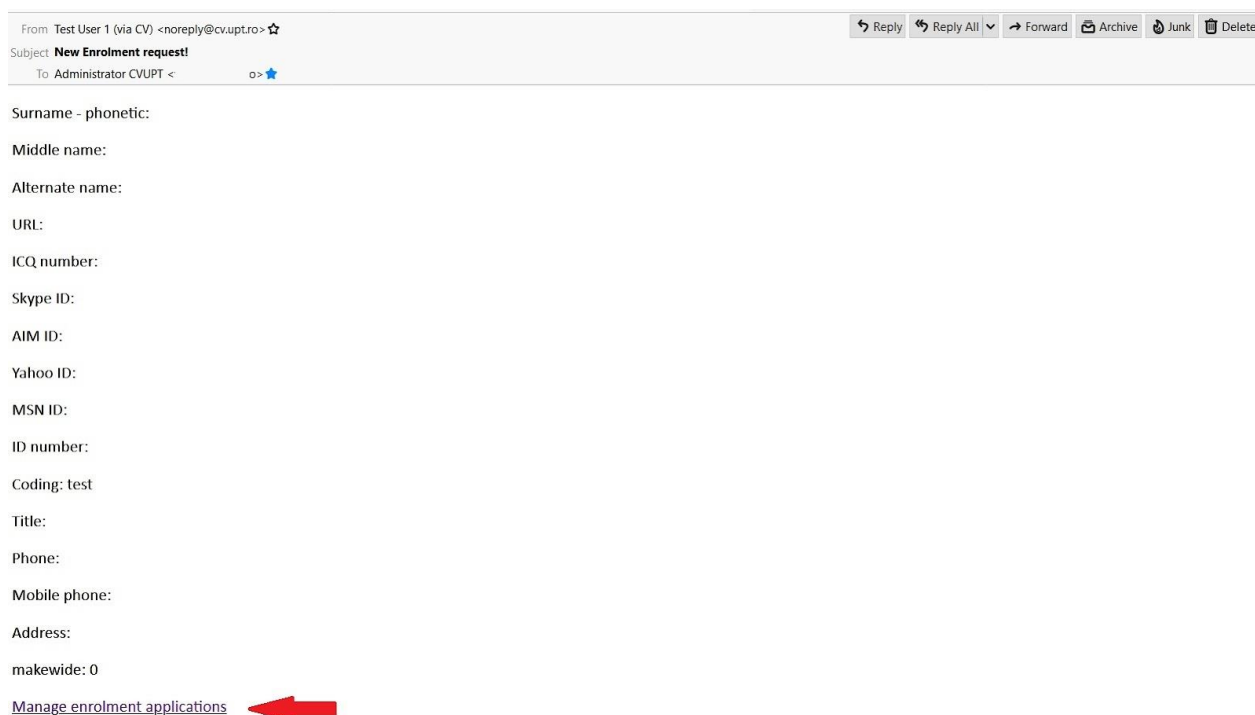 From Test User 1 (via CV) <noreply@cv.upt.ro>
Reply Reply All Forward Archive Junk Delete
Subject New Enrolment request!
To Administrator CVUPT < o>
Surname - phonetic:
Middle name:
Alternate name:
URL:
ICQ number:
Skype ID:
AIM ID:
Yahoo ID:
MSN ID:
ID number:
Coding: test
Title:
Phone:
Mobile phone:
Address:
makewide: 0
Manage enrolment applications